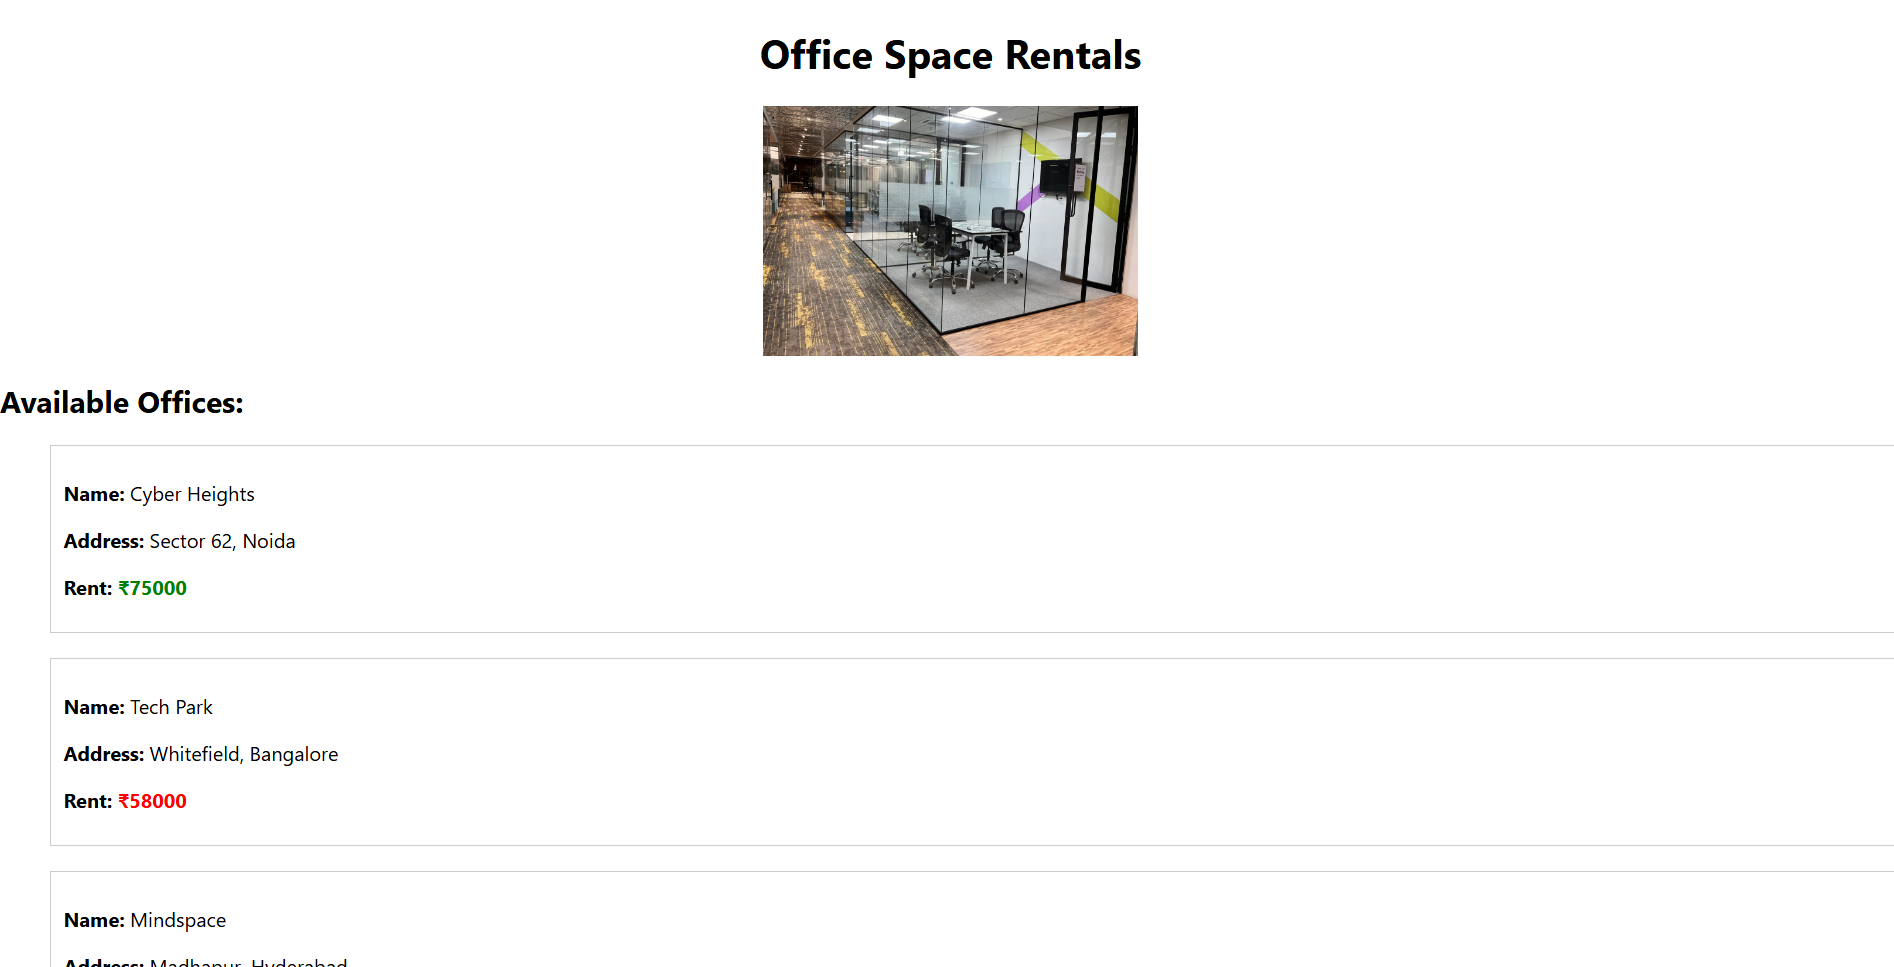 Office Space Rentals
Available Offices:
Name: Cyber Heights
Address: Sector 62, Noida
Rent: ₹75000
Name: Tech Park
Address: Whitefield, Bangalore
Rent: ₹58000
Name: Mindspace
Address: Madhapur, Hyderabad